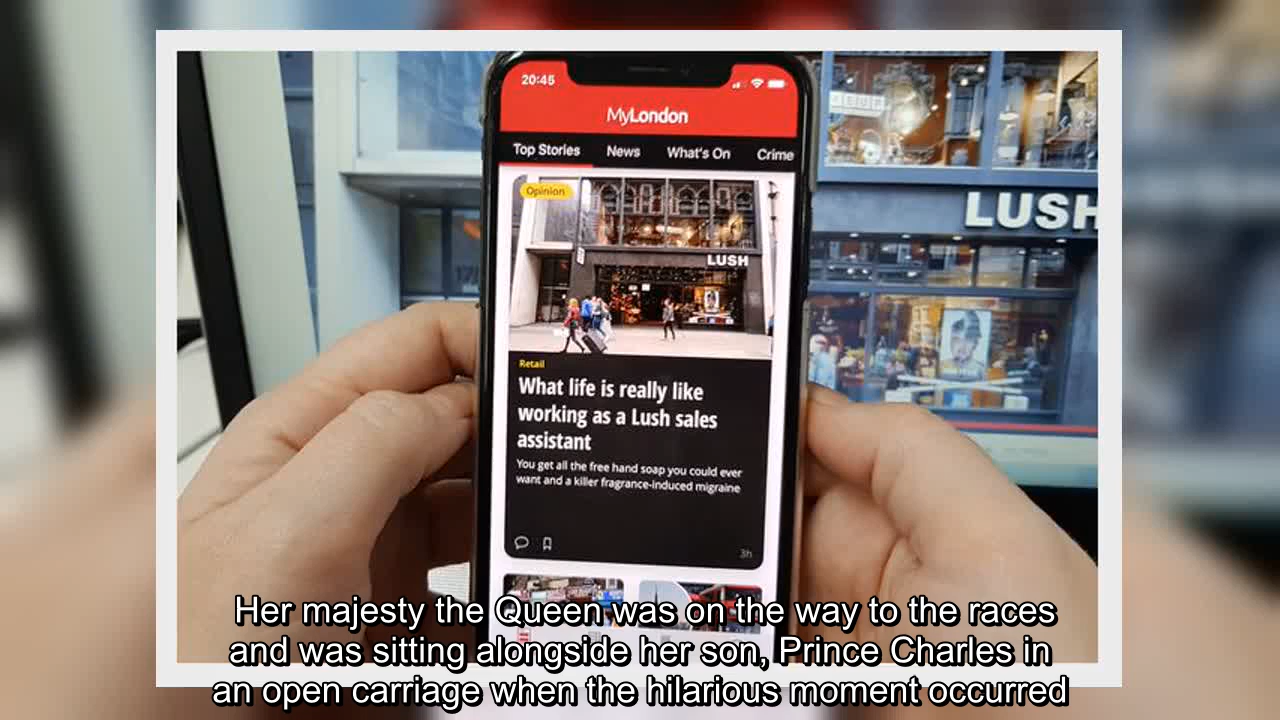 20:45
MyLondon
Top Stories News What's On Crime
Opinion
LUSH
LUSH
Retail
What life is really like
working as a Lush sales
assistant
You get all the free hand soap you could ever
want and a killer fragrance-induced migraine
3h
Her majesty the Queen was on the way to the races
and was sitting alongside her son, Prince Charles in
an open carriage when the hilarious moment occurred